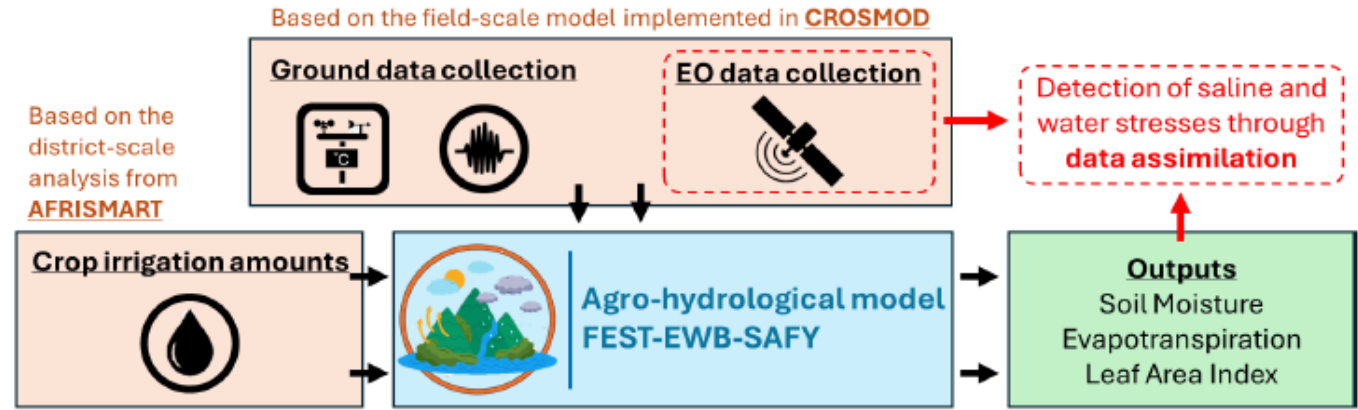 Based on the field-scale model implemented in CROSMOD
Ground data collection
EO data collection
°C
Detection of saline and
water stresses through
data assimilation
Based on the
district-scale
analysis from
AFRISMART
Crop irrigation amounts
Agro-hydrological model
FEST-EWB-SAFY
Outputs
Soil Moisture
Evapotranspiration
Leaf Area Index